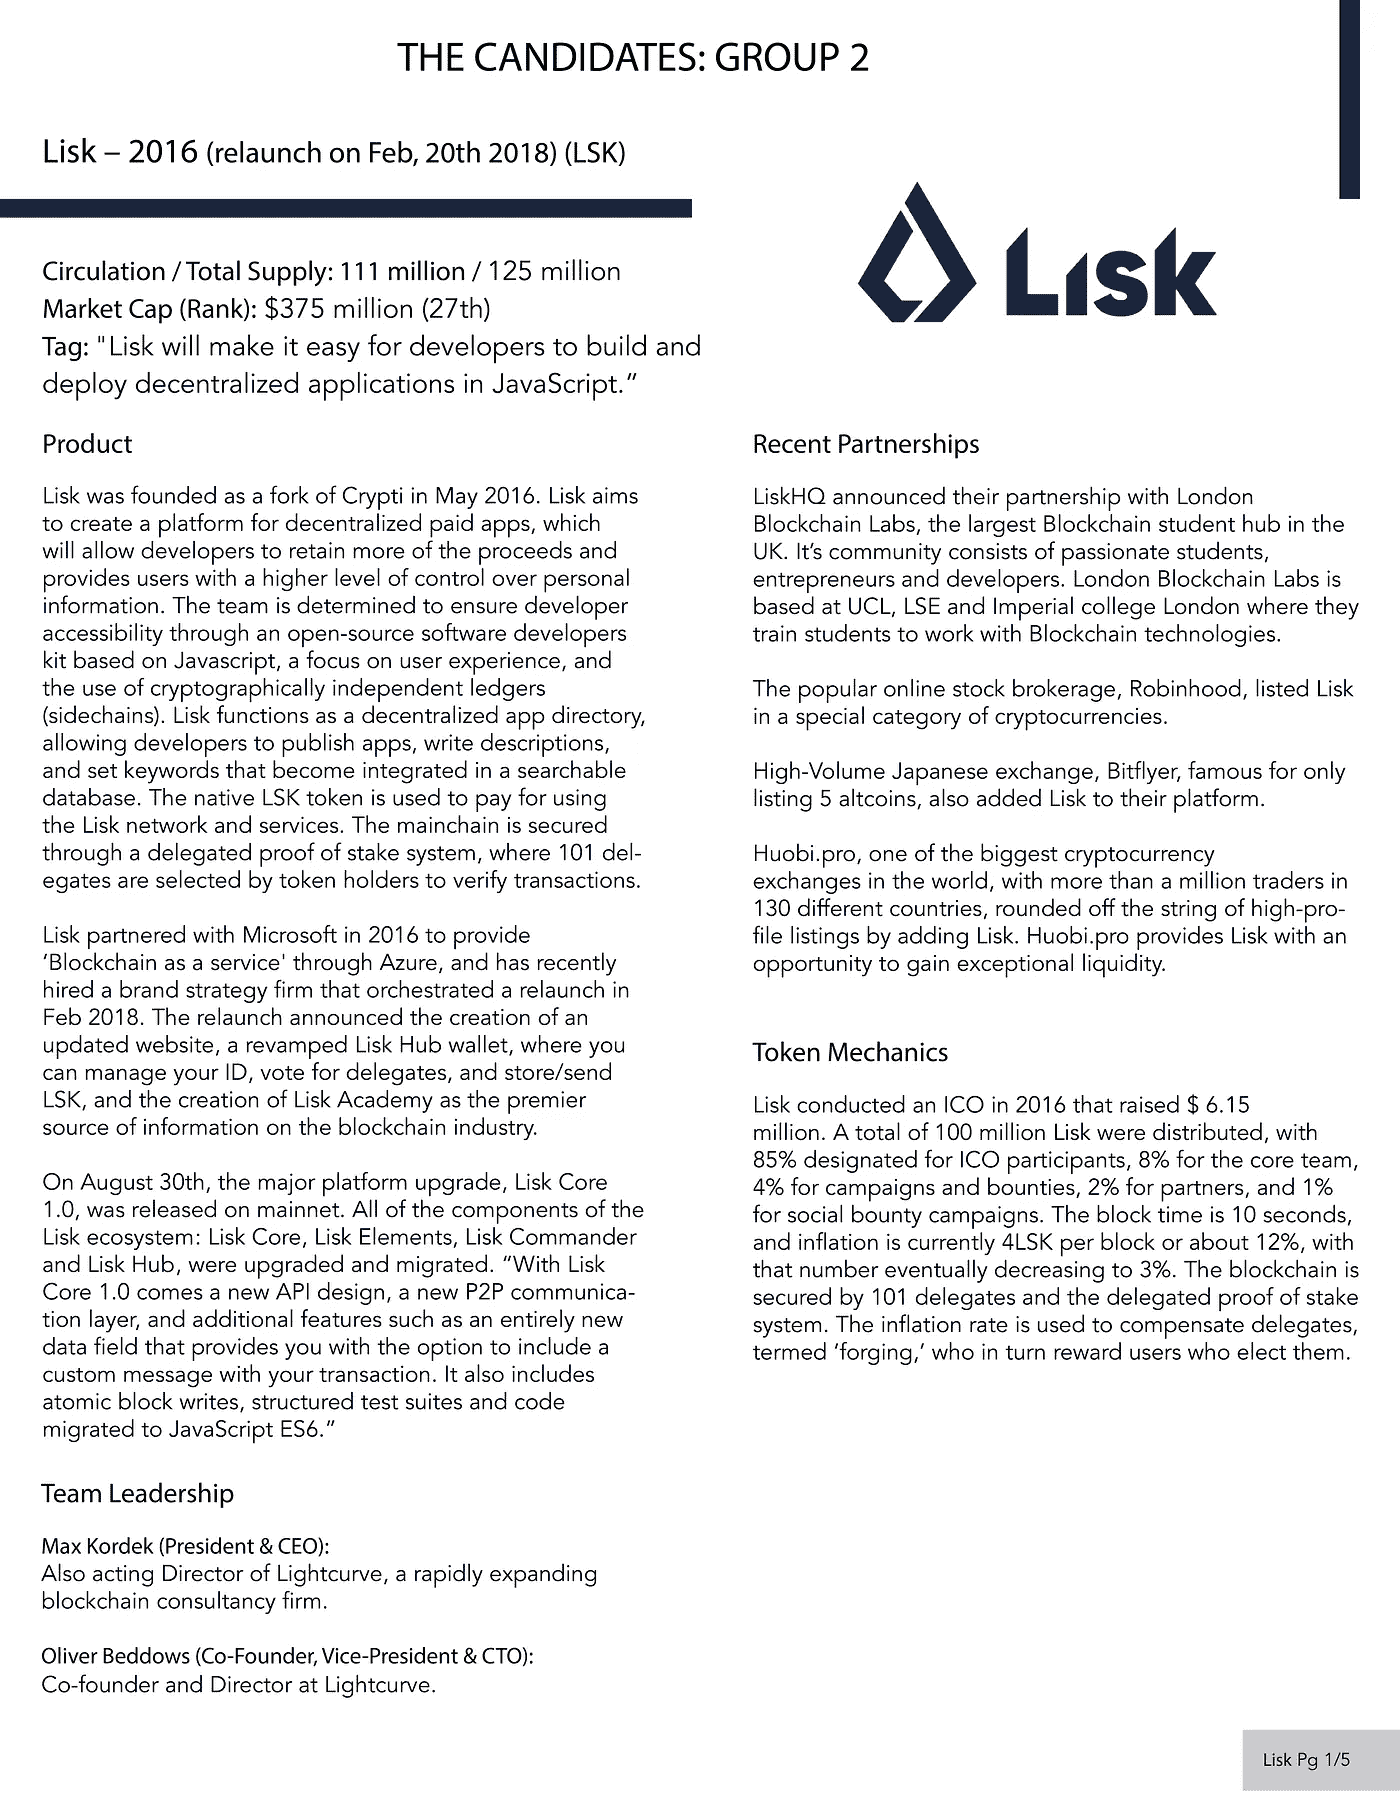 THE CANDIDATES: GROUP 2
Lisk – 2016 (relaunch on Feb, 20th 2018) (LSK)
Lisk
Circulation / Total Supply: 111 million / 125 million
Market Cap (Rank): $375 million (27th)
Tag: "Lisk will make it easy for developers to build and
deploy decentralized applications in JavaScript.”
Product
Lisk was founded as a fork of Crypti in May 2016. Lisk aims
to create a platform for decentralized paid apps, which
will allow developers to retain more of the proceeds and
provides users with a higher level of control over personal
information. The team is determined to ensure developer
accessibility through an open-source software developers
kit based on Javascript, a focus on user experience, and
the use of cryptographically independent ledgers
(sidechains). Lisk functions as a decentralized app directory,
allowing developers to publish apps, write descriptions,
and set keywords that become integrated in a searchable
database. The native LSK token is used to pay for using
the Lisk network and services. The mainchain is secured
through a delegated proof of stake system, where 101 del-
egates are selected by token holders to verify transactions.
Lisk partnered with Microsoft in 2016 to provide
‘Blockchain as a service' through Azure, and has recently
hired a brand strategy firm that orchestrated a relaunch in
Feb 2018. The relaunch announced the creation of an
updated website, a revamped Lisk Hub wallet, where you
can manage your ID, vote for delegates, and store/send
LSK, and the creation of Lisk Academy as the premier
source of information on the blockchain industry.
On August 30th, the major platform upgrade, Lisk Core
1.0, was released on mainnet. All of the components of the
Lisk ecosystem: Lisk Core, Lisk Elements, Lisk Commander
and Lisk Hub, were upgraded and migrated. “With Lisk
Core 1.0 comes a new API design, a new P2P communica-
tion layer, and additional features such as an entirely new
data field that provides you with the option to include a
custom message with your transaction. It also includes
atomic block writes, structured test suites and code
migrated to JavaScript ES6.”
Team Leadership
Max Kordek (President & CEO):
Also acting Director of Lightcurve, a rapidly expanding
blockchain consultancy firm.
Oliver Beddows (Co-Founder, Vice-President & CTO):
Co-founder and Director at Lightcurve.
Recent Partnerships
LiskHQ announced their partnership with London
Blockchain Labs, the largest Blockchain student hub in the
UK. It’s community consists of passionate students,
entrepreneurs and developers. London Blockchain Labs is
based at UCL, LSE and Imperial college London where they
train students to work with Blockchain technologies.
The popular online stock brokerage, Robinhood, listed Lisk
in a special category of cryptocurrencies.
High-Volume Japanese exchange, Bitflyer, famous for only
listing 5 altcoins, also added Lisk to their platform.
Huobi.pro, one of the biggest cryptocurrency
exchanges in the world, with more than a million traders in
130 different countries, rounded off the string of high-pro-
file listings by adding Lisk. Huobi.pro provides Lisk with an
opportunity to gain exceptional liquidity.
Token Mechanics
Lisk conducted an ICO in 2016 that raised $ 6.15
million. A total of 100 million Lisk were distributed, with
85% designated for ICO participants, 8% for the core team,
4% for campaigns and bounties, 2% for partners, and 1%
for social bounty campaigns. The block time is 10 seconds,
and inflation is currently 4LSK per block or about 12%, with
that number eventually decreasing to 3%. The blockchain is
secured by 101 delegates and the delegated proof of stake
system. The inflation rate is used to compensate delegates,
termed ‘forging,’ who in turn reward users who elect them.
Lisk Pg 1/5